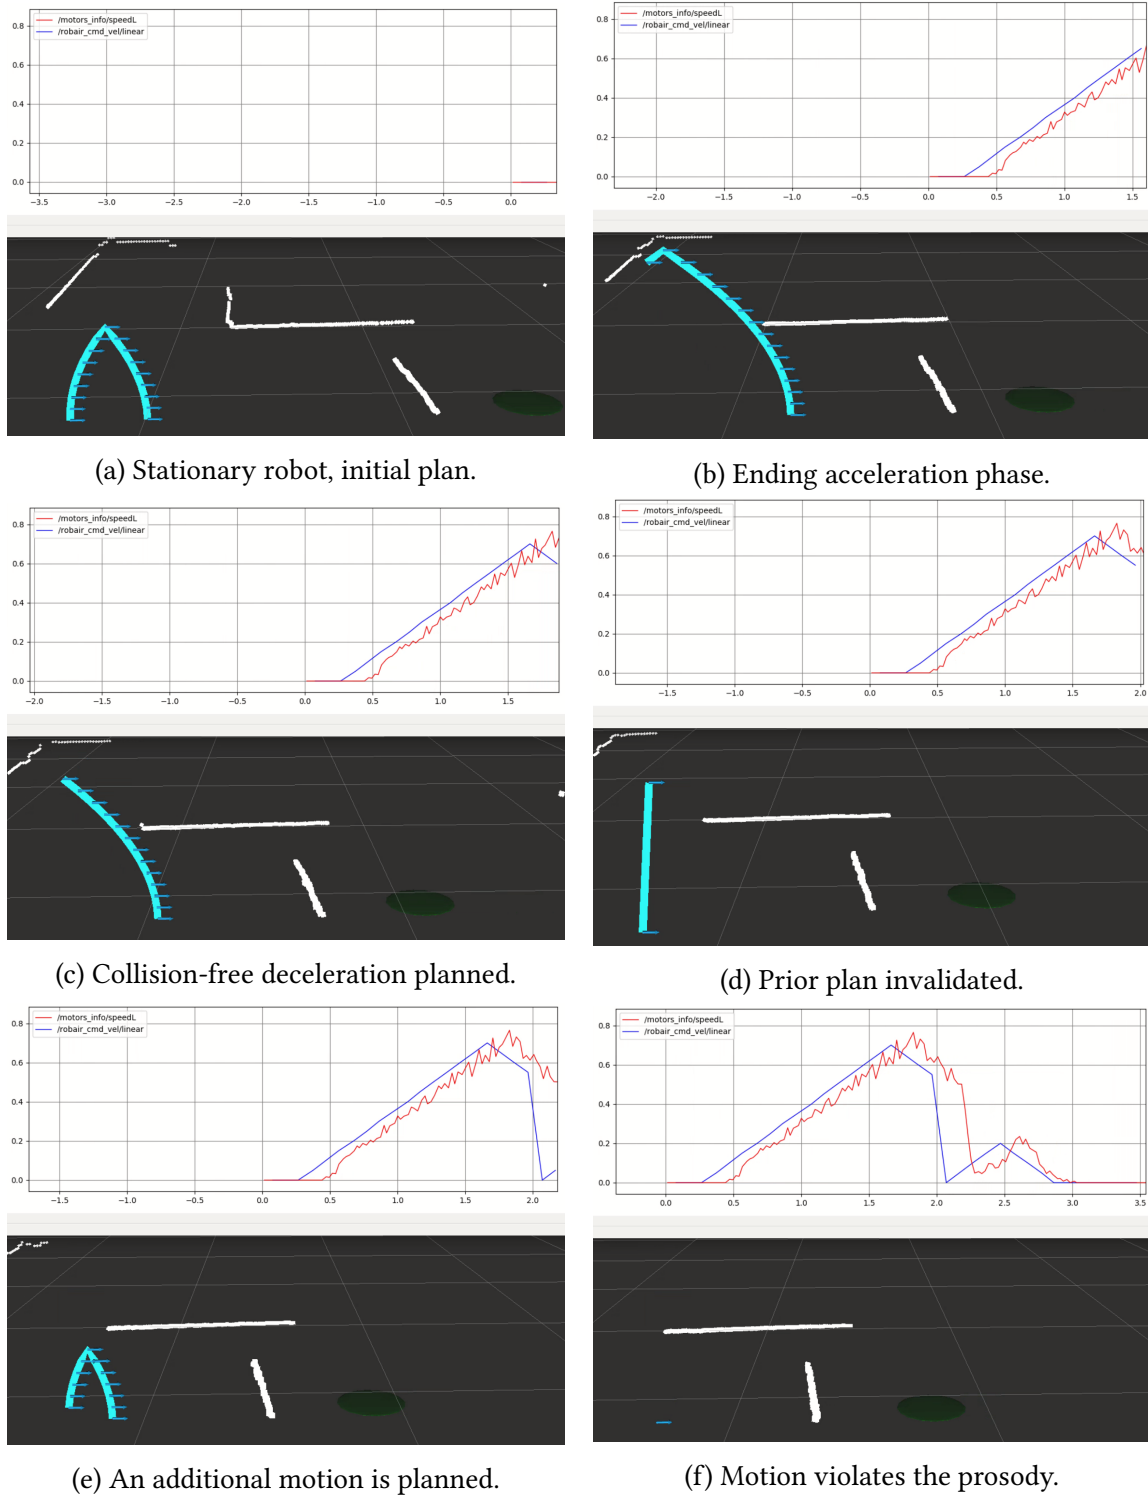 /motors_info/speedL
/robair_cmd_vel/linear
0.8
0.6
0.4
0.2
0.0
−3.5 −3.0 −2.5 −2.0 −1.5 −1.0 −0.5 0.0
(a) Stationary robot, initial plan.
/motors_info/speedL
/robair_cmd_vel/linear
0.8
0.6
0.4
0.2
0.0
−2.0 −1.5 −1.0 −0.5 0.0 0.5 1.0 1.5
(b) Ending acceleration phase.
/motors_info/speedL
/robair_cmd_vel/linear
0.8
0.6
0.4
0.2
0.0
−2.0 −1.5 −1.0 −0.5 0.0 0.5 1.0 1.5
(c) Collision-free deceleration planned.
/motors_info/speedL
/robair_cmd_vel/linear
0.8
0.6
0.4
0.2
0.0
−1.5 −1.0 −0.5 0.0 0.5 1.0 1.5 2.0
(d) Prior plan invalidated.
/motors_info/speedL
/robair_cmd_vel/linear
0.8
0.6
0.4
0.2
0.0
−1.5 −1.0 −0.5 0.0 0.5 1.0 1.5 2.0
(e) An additional motion is planned.
/motors_info/speedL
/robair_cmd_vel/linear
0.8
0.6
0.4
0.2
0.0
0.0 0.5 1.0 1.5 2.0 2.5 3.0 3.5
(f) Motion violates the prosody.